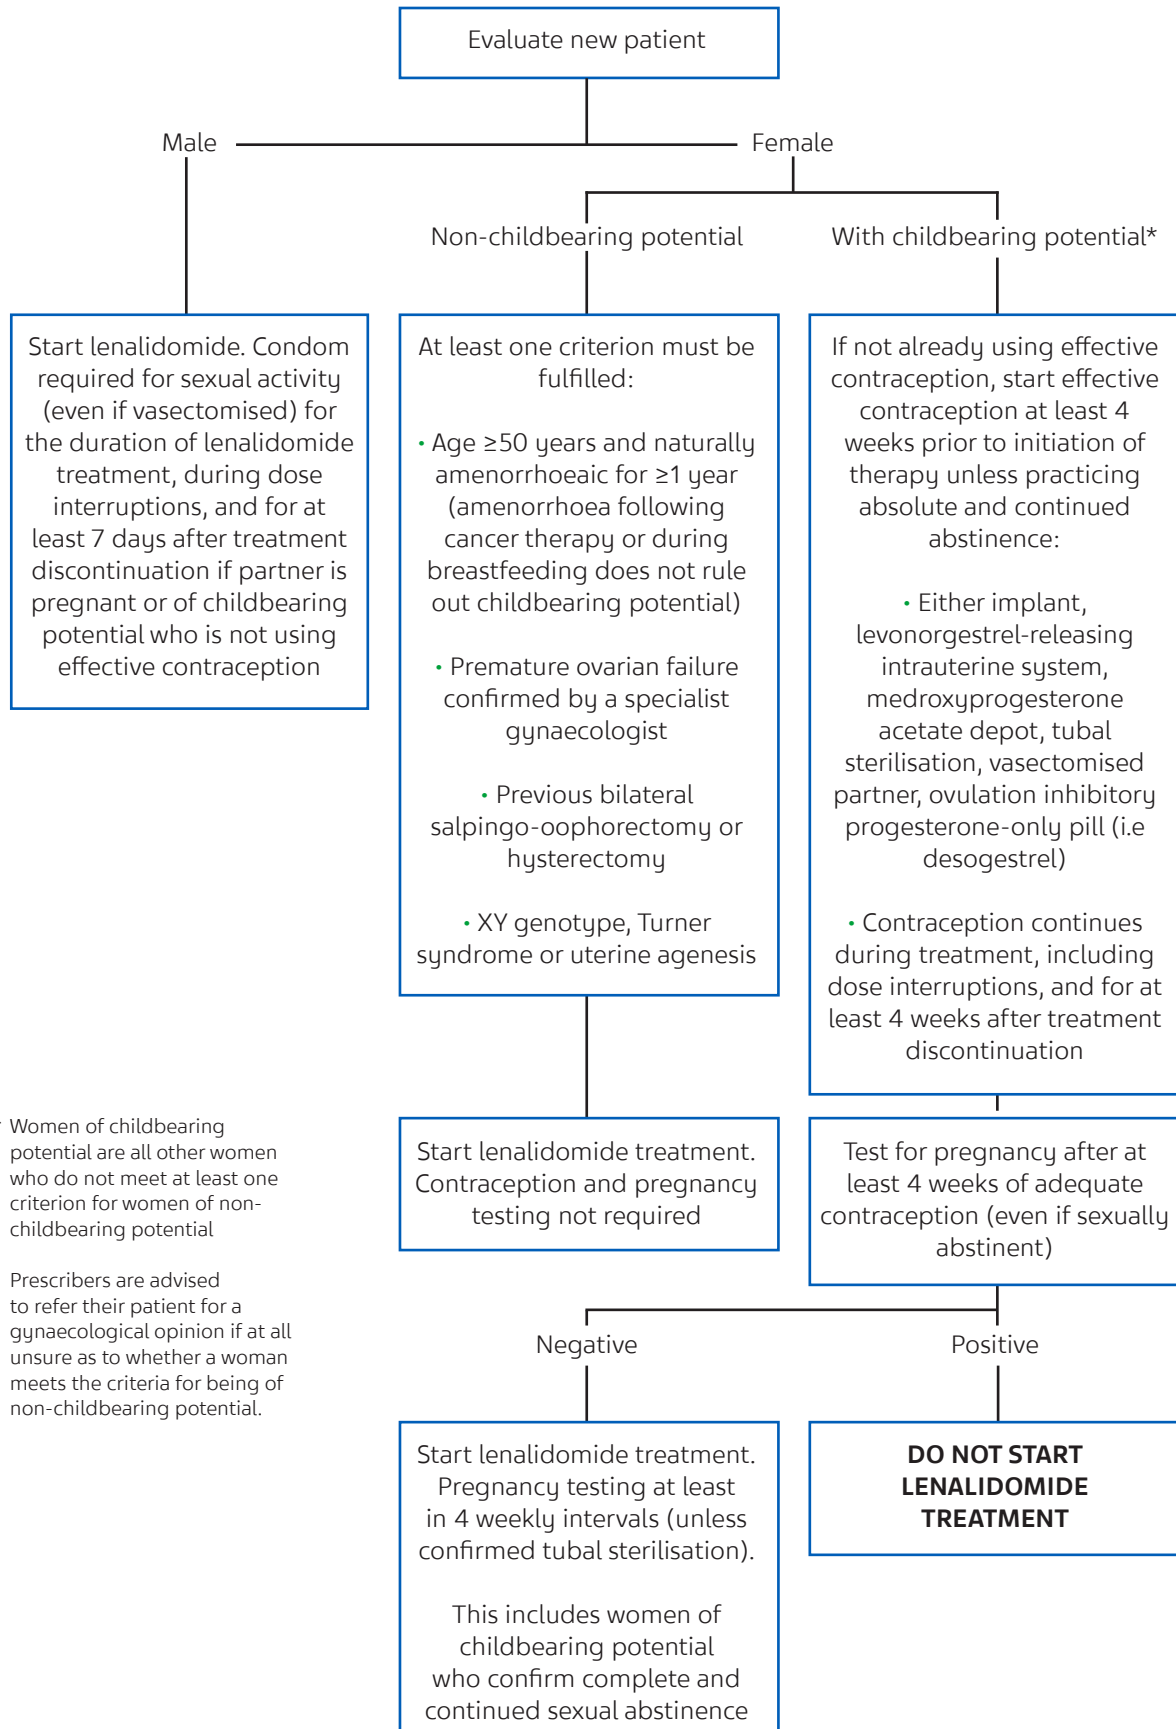 Evaluate new patient
Male
Female
Non-childbearing potential
With childbearing potential*
Start lenalidomide. Condom
required for sexual activity
(even if vasectomised) for
the duration of lenalidomide
treatment, during dose
interruptions, and for at
least 7 days after treatment
discontinuation if partner is
pregnant or of childbearing
potential who is not using
effective contraception
At least one criterion must be
fulfilled:
• Age ≥50 years and naturally
amenorrhoeaic for ≥1 year
(amenorrhoea following
cancer therapy or during
breastfeeding does not rule
out childbearing potential)
• Premature ovarian failure
confirmed by a specialist
gynaecologist
• Previous bilateral
salpingo-oophorectomy or
hysterectomy
• XY genotype, Turner
syndrome or uterine agenesis
If not already using effective
contraception, start effective
contraception at least 4
weeks prior to initiation of
therapy unless practicing
absolute and continued
abstinence:
• Either implant,
levonorgestrel-releasing
intrauterine system,
medroxyprogesterone
acetate depot, tubal
sterilisation, vasectomised
partner, ovulation inhibitory
progesterone-only pill (i.e
desogestrel)
• Contraception continues
during treatment, including
dose interruptions, and for at
least 4 weeks after treatment
discontinuation
Women of childbearing
potential are all other women
who do not meet at least one
criterion for women of non-
childbearing potential
Prescribers are advised
to refer their patient for a
gynaecological opinion if at all
unsure as to whether a woman
meets the criteria for being of
non-childbearing potential.
Start lenalidomide treatment.
Contraception and pregnancy
testing not required
Test for pregnancy after at
least 4 weeks of adequate
contraception (even if sexually
abstinent)
Negative
Positive
Start lenalidomide treatment.
Pregnancy testing at least
in 4 weekly intervals (unless
confirmed tubal sterilisation).
This includes women of
childbearing potential
who confirm complete and
continued sexual abstinence
DO NOT START
LENALIDOMIDE
TREATMENT